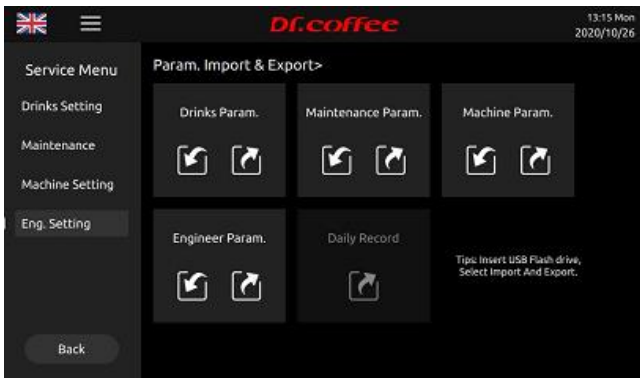 Dr.coffee
13:15 Mon
2020/10/26
Service Menu
Drinks Setting
Maintenance
Machine Setting
Eng. Setting
Back
Param. Import & Export>
Drinks Param.
Maintenance Param.
Machine Param.
Engineer Param.
Daily Record
Tips: Insert USB Flash drive,
Select Import And Export.